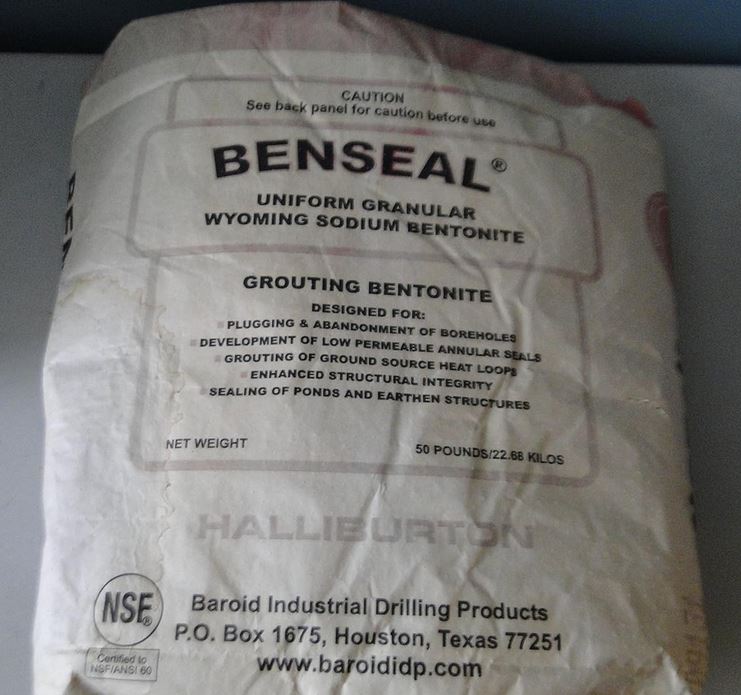 CAUTION
See back panel for caution before use
BENSEAL®
UNIFORM GRANULAR
WYOMING SODIUM BENTONITE
GROUTING BENTONITE
DESIGNED FOR:
PLUGGING & ABANDONMENT OF BOREHOLES
DEVELOPMENT OF LOW PERMEABLE ANNULAR SEALS
GROUTING OF GROUND SOURCE HEAT LOOPS
ENHANCED STRUCTURAL INTEGRITY
SEALING OF PONDS AND EARTHEN STRUCTURES
NET WEIGHT 50 POUNDS/22.68 KILOS
HALLIBURTON
NSF®
Certified to
NSF/ANSI 60
Baroid Industrial Drilling Products
P.O. Box 1675, Houston, Texas 77251
www.baroididp.com